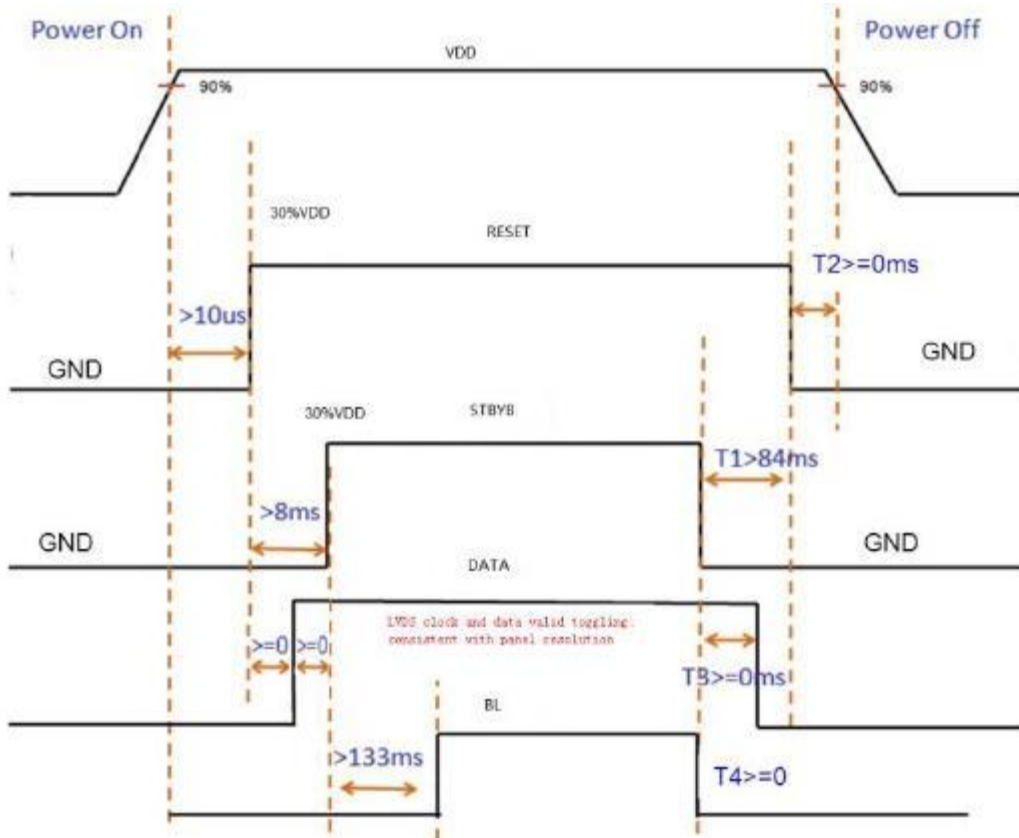 Power On
VDD
Power Off
90%
90%
30%VDD
RESET
T2>=0ms
>10us
GND
GND
30%VDD
STBYB
T1>84ms
>8ms
GND
GND
DATA
LVDS clock and data valid toggling.
consistent with panel resolution
>=0
>=0
T3>=0ms
BL
>133ms
T4>=0